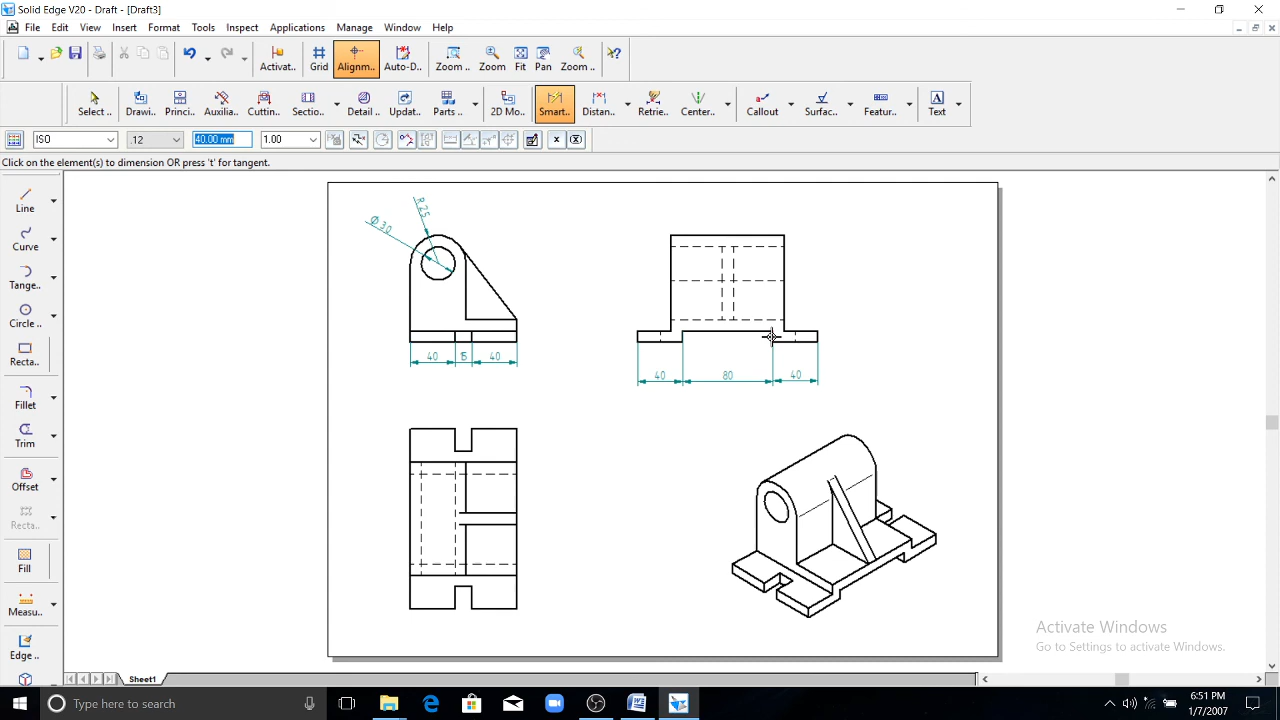 Solid Edge V20 - Draft - [Draft3]
File Edit View Insert Format Tools Inspect Applications Manage Window Help
Activat.. Grid Alignm.. Auto-D.. Zoom .. Zoom Fit Pan Zoom ..
Select .. Drawi.. Princi.. Auxilia.. Cuttin.. Sectio.. Detail .. Updat.. Parts .. 2D Mo.. Smart.. Distan.. Retrie.. Center.. Callout Surfac.. Featur.. Text
ISO .12 40.00 mm 1.00
Click on the element(s) to dimension OR press 't' for tangent.
Line
Curve
Tange..
Circle ..
Recta..
Fillet
Trim
Offset
Recta..
Fill
Measu..
Edge ..
R25
Ø30
40 15 40
40 80 40
Activate Windows
Go to Settings to activate Windows.
Sheet1
Type here to search
6:51 PM
1/7/2007